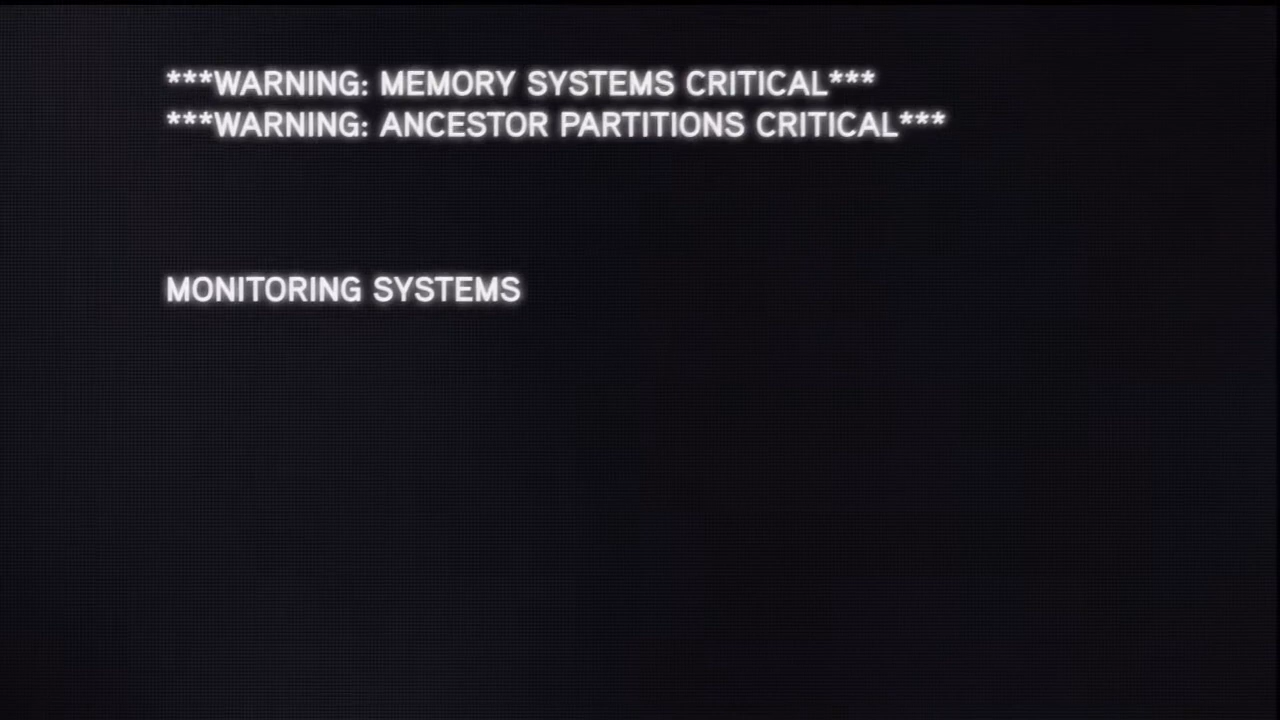 ***WARNING: MEMORY SYSTEMS CRITICAL***
***WARNING: ANCESTOR PARTITIONS CRITICAL***
MONITORING SYSTEMS